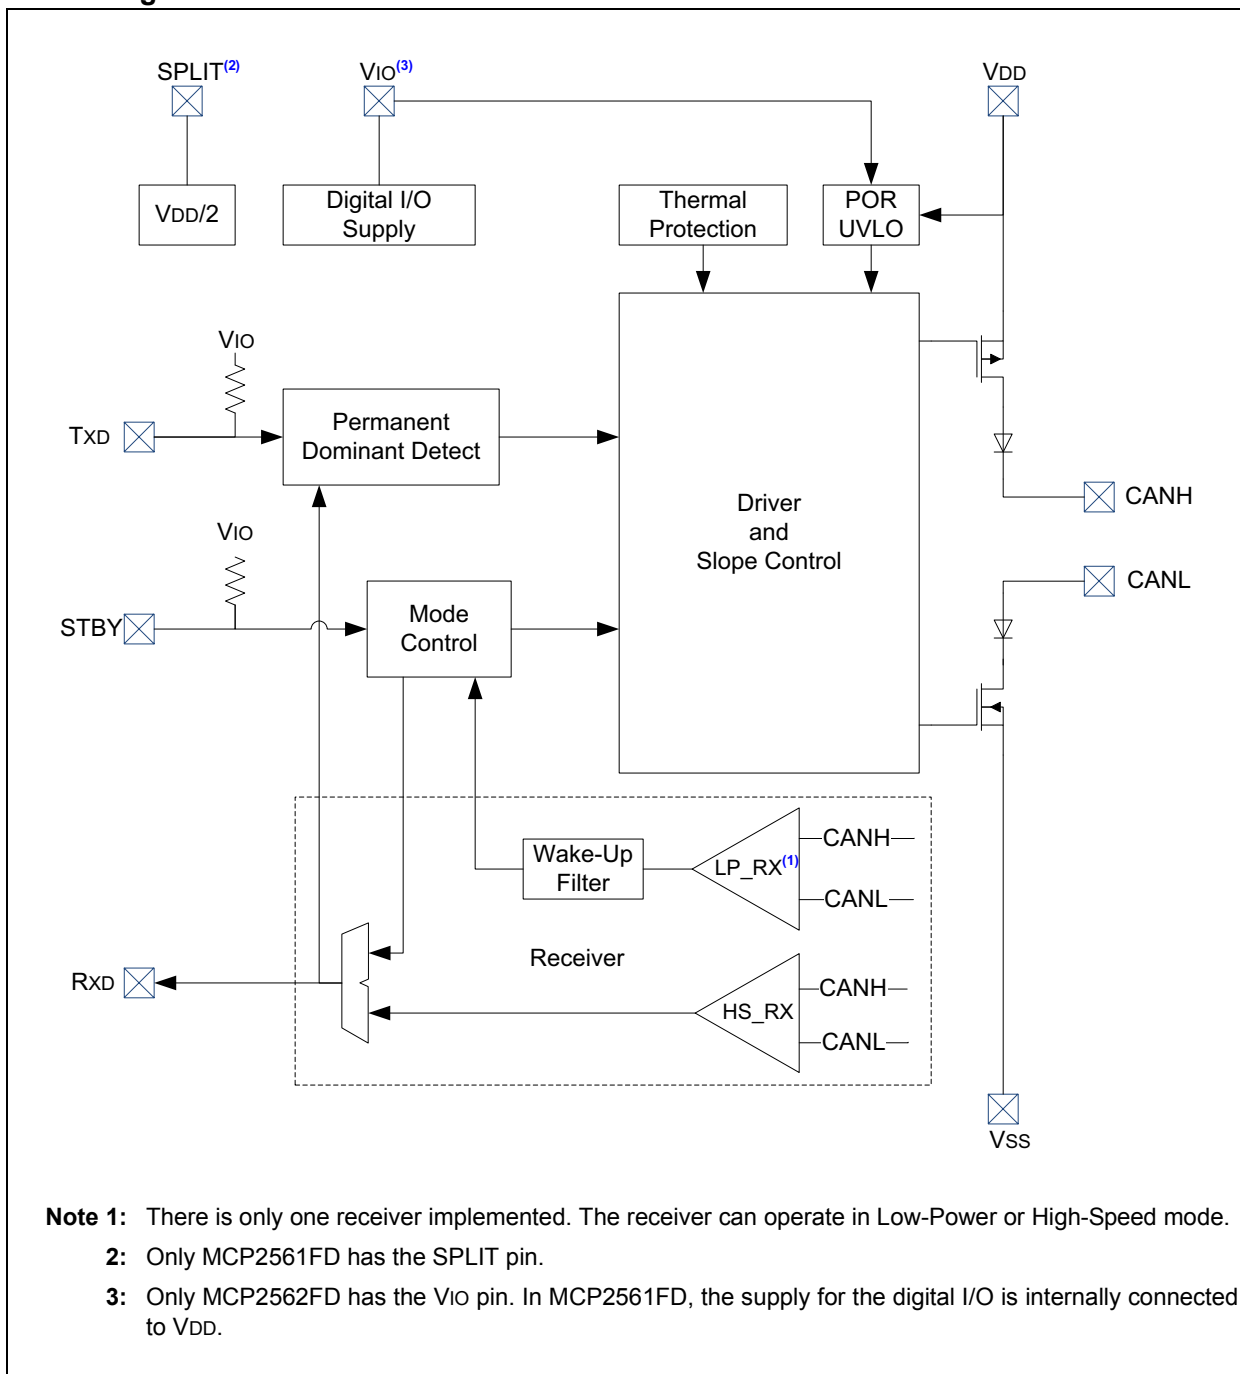 SPLIT(2)
VIO(3)
VDD
VDD/2
Digital I/O
Supply
Thermal
Protection
POR
UVLO
VIO
TXD
Permanent
Dominant Detect
Driver
and
Slope Control
CANH
VIO
CANL
STBY
Mode
Control
Wake-Up
Filter
LP_RX(1)
CANH
CANL
Receiver
RXD
HS_RX
CANH
CANL
VSS
Note 1: There is only one receiver implemented. The receiver can operate in Low-Power or High-Speed mode.
2: Only MCP2561FD has the SPLIT pin.
3: Only MCP2562FD has the VIO pin. In MCP2561FD, the supply for the digital I/O is internally connected
to VDD.